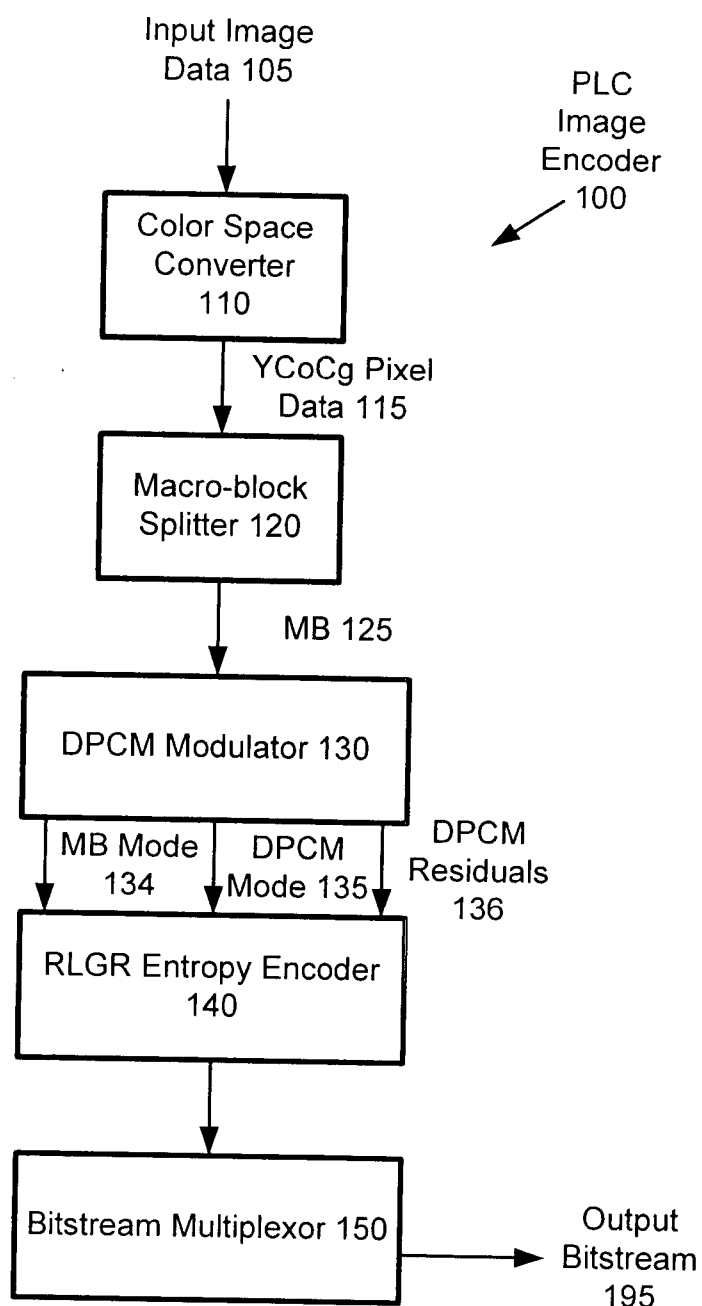 Input Image
Data 105
PLC
Image
Encoder
100
Color Space
Converter
110
YCoCg Pixel
Data 115
Macro-block
Splitter 120
MB 125
DPCM Modulator 130
MB Mode
134
DPCM
Mode 135
DPCM
Residuals
136
RLGR Entropy Encoder
140
Bitstream Multiplexor 150
Output
Bitstream
195